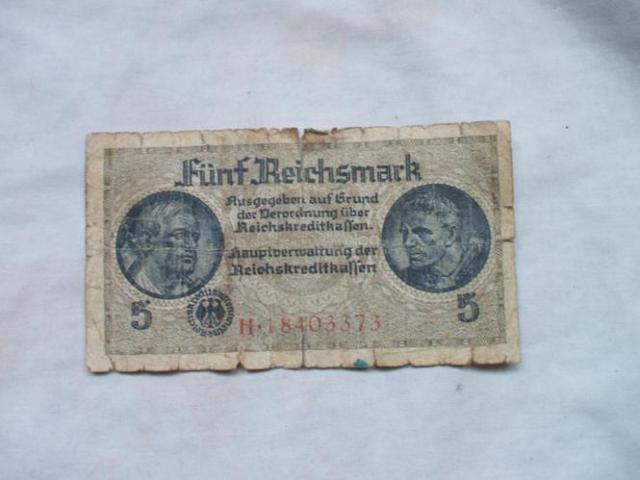 Fünf Reichsmark
Ausgegeben auf Grund
der Verordnung über
Reichskreditkassen.
Hauptverwaltung der
Reichskreditkassen
5
5
H·18403373